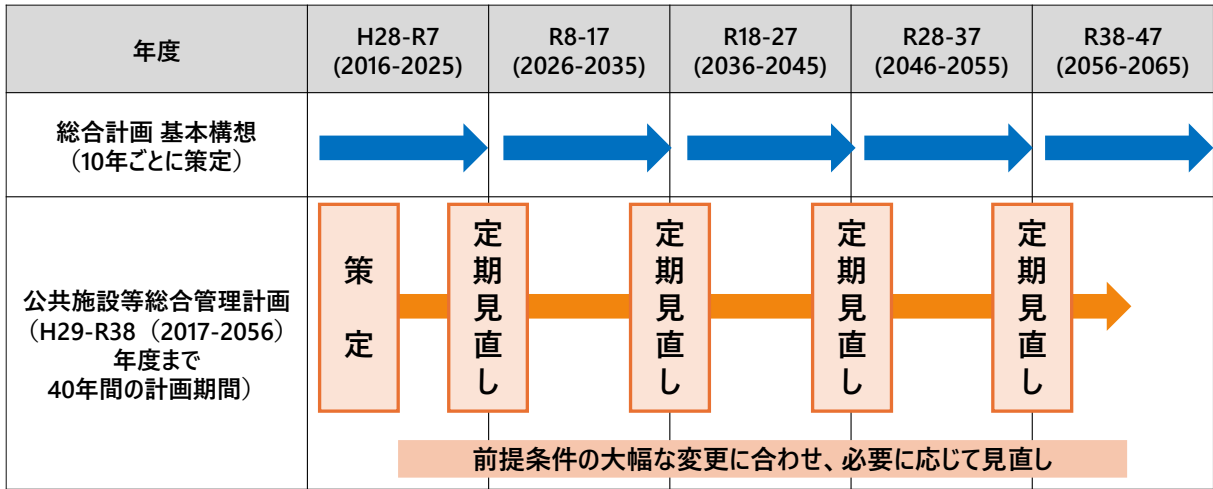 年度
H28-R7
(2016-2025)
R8-17
(2026-2035)
R18-27
(2036-2045)
R28-37
(2046-2055)
R38-47
(2056-2065)
総合計画 基本構想
（10年ごとに策定）
公共施設等総合管理計画
（H29-R38（2017-2056）
年度まで
40年間の計画期間）
策定
定期見直し
定期見直し
定期見直し
定期見直し
前提条件の大幅な変更に合わせ、必要に応じて見直し